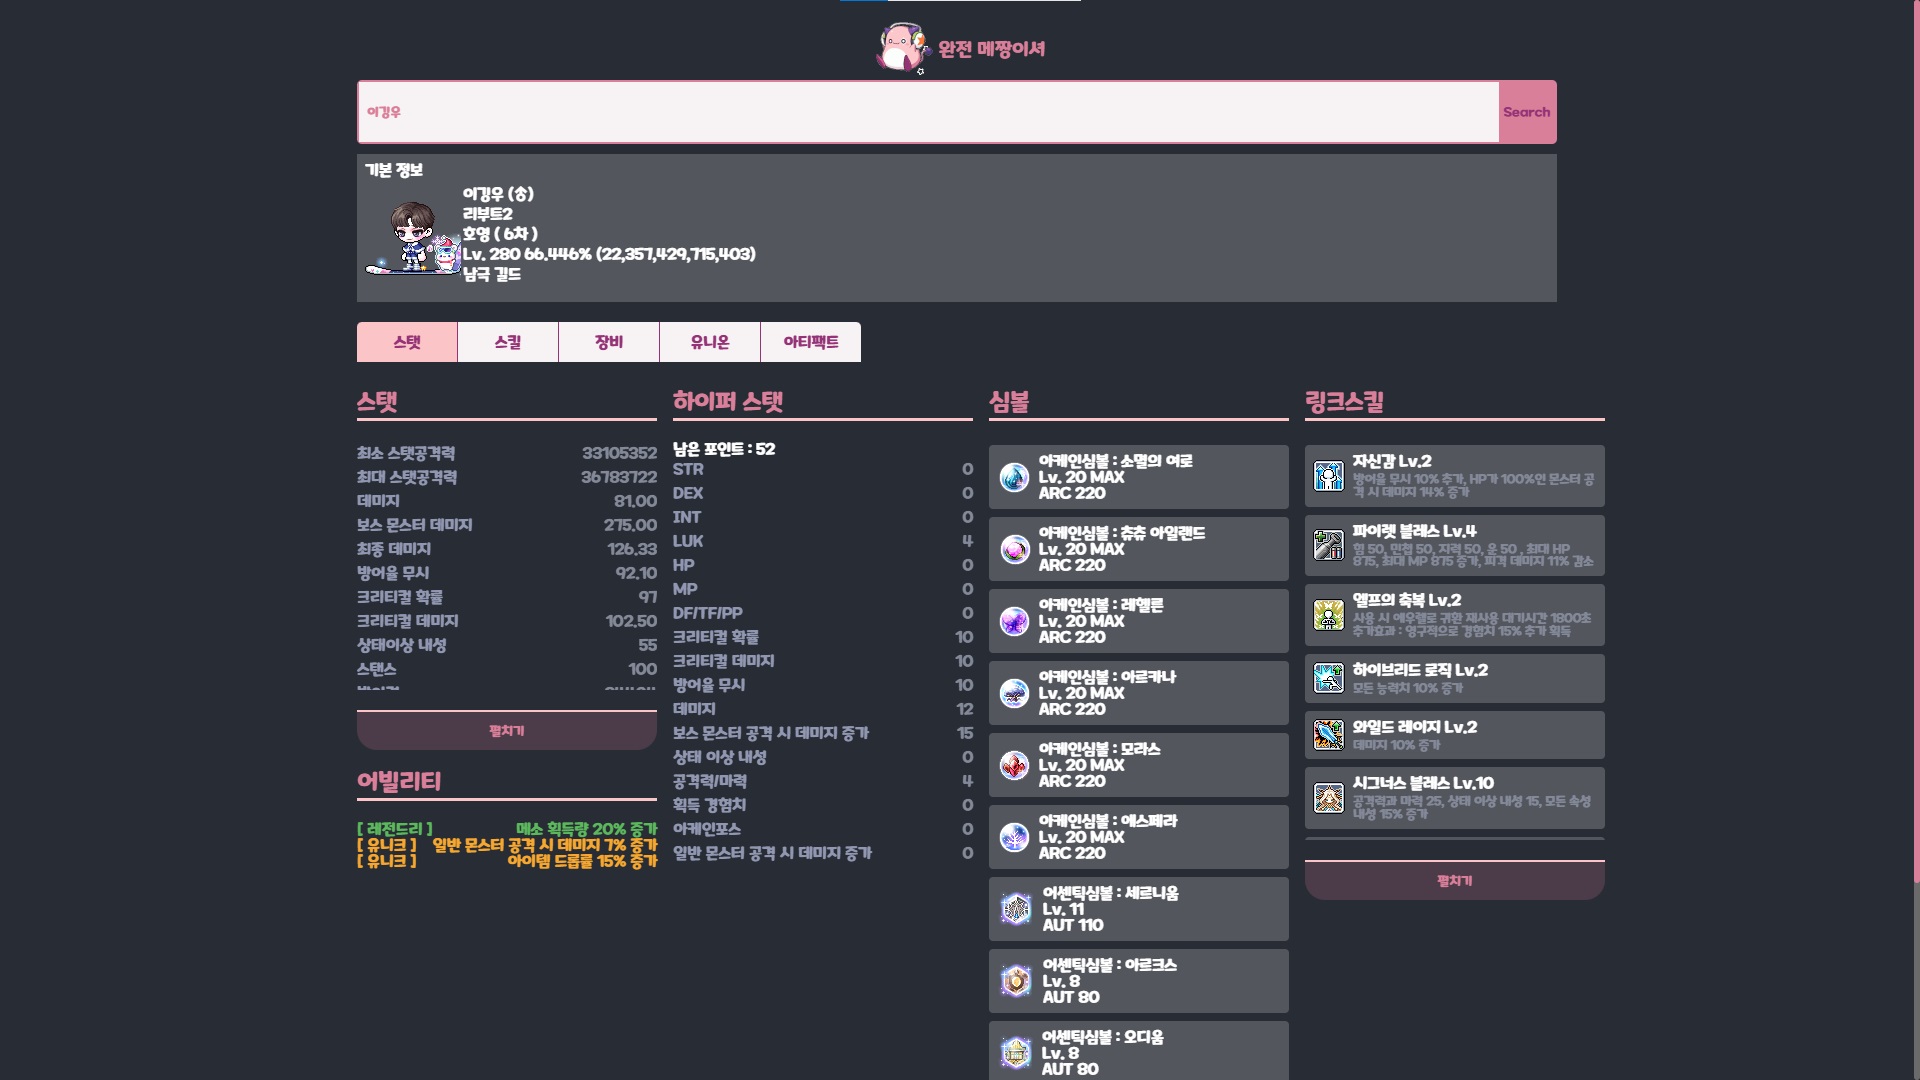 완전 메짱이셔
이깅우
Search
기본 정보
이깅우 (송)
리부트2
호영 ( 6차 )
Lv. 280 66.446% (22,357,429,715,403)
남극 길드
스탯
스킬
장비
유니온
아티팩트
스탯
최소 스탯공격력 33105352
최대 스탯공격력 36783722
데미지 81.00
보스 몬스터 데미지 275.00
최종 데미지 126.33
방어율 무시 92.10
크리티컬 확률 97
크리티컬 데미지 102.50
상태이상 내성 55
스탠스 100
펼치기
어빌리티
[ 레전드리 ] 메소 획득량 20% 증가
[ 유니크 ] 일반 몬스터 공격 시 데미지 7% 증가
[ 유니크 ] 아이템 드롭률 15% 증가
하이퍼 스탯
남은 포인트 : 52
STR 0
DEX 0
INT 0
LUK 4
HP 0
MP 0
DF/TF/PP 0
크리티컬 확률 10
크리티컬 데미지 10
방어율 무시 10
데미지 12
보스 몬스터 공격 시 데미지 증가 15
상태 이상 내성 0
공격력/마력 4
획득 경험치 0
아케인포스 0
일반 몬스터 공격 시 데미지 증가 0
심볼
아케인심볼 : 소멸의 여로
Lv. 20 MAX
ARC 220
아케인심볼 : 츄츄 아일랜드
Lv. 20 MAX
ARC 220
아케인심볼 : 레헬른
Lv. 20 MAX
ARC 220
아케인심볼 : 아르카나
Lv. 20 MAX
ARC 220
아케인심볼 : 모라스
Lv. 20 MAX
ARC 220
아케인심볼 : 에스페라
Lv. 20 MAX
ARC 220
어센틱심볼 : 세르니움
Lv. 11
AUT 110
어센틱심볼 : 아르크스
Lv. 8
AUT 80
어센틱심볼 : 오디움
Lv. 8
AUT 80
링크스킬
자신감 Lv.2
방어율 무시 10% 추가, HP가 100%인 몬스터 공
격 시 데미지 14% 증가
파이렛 블레스 Lv.4
힘 50, 민첩 50, 지력 50, 운 50 , 최대 HP
875, 최대 MP 875 증가, 피격 데미지 11% 감소
엘프의 축복 Lv.2
사용 시 에우렐로 귀환 재사용 대기시간 1800초
추가효과 : 영구적으로 경험치 15% 추가 획득
하이브리드 로직 Lv.2
모든 능력치 10% 증가
와일드 레이지 Lv.2
데미지 10% 증가
시그너스 블레스 Lv.10
공격력과 마력 25, 상태 이상 내성 15, 모든 속성
내성 15% 증가
펼치기